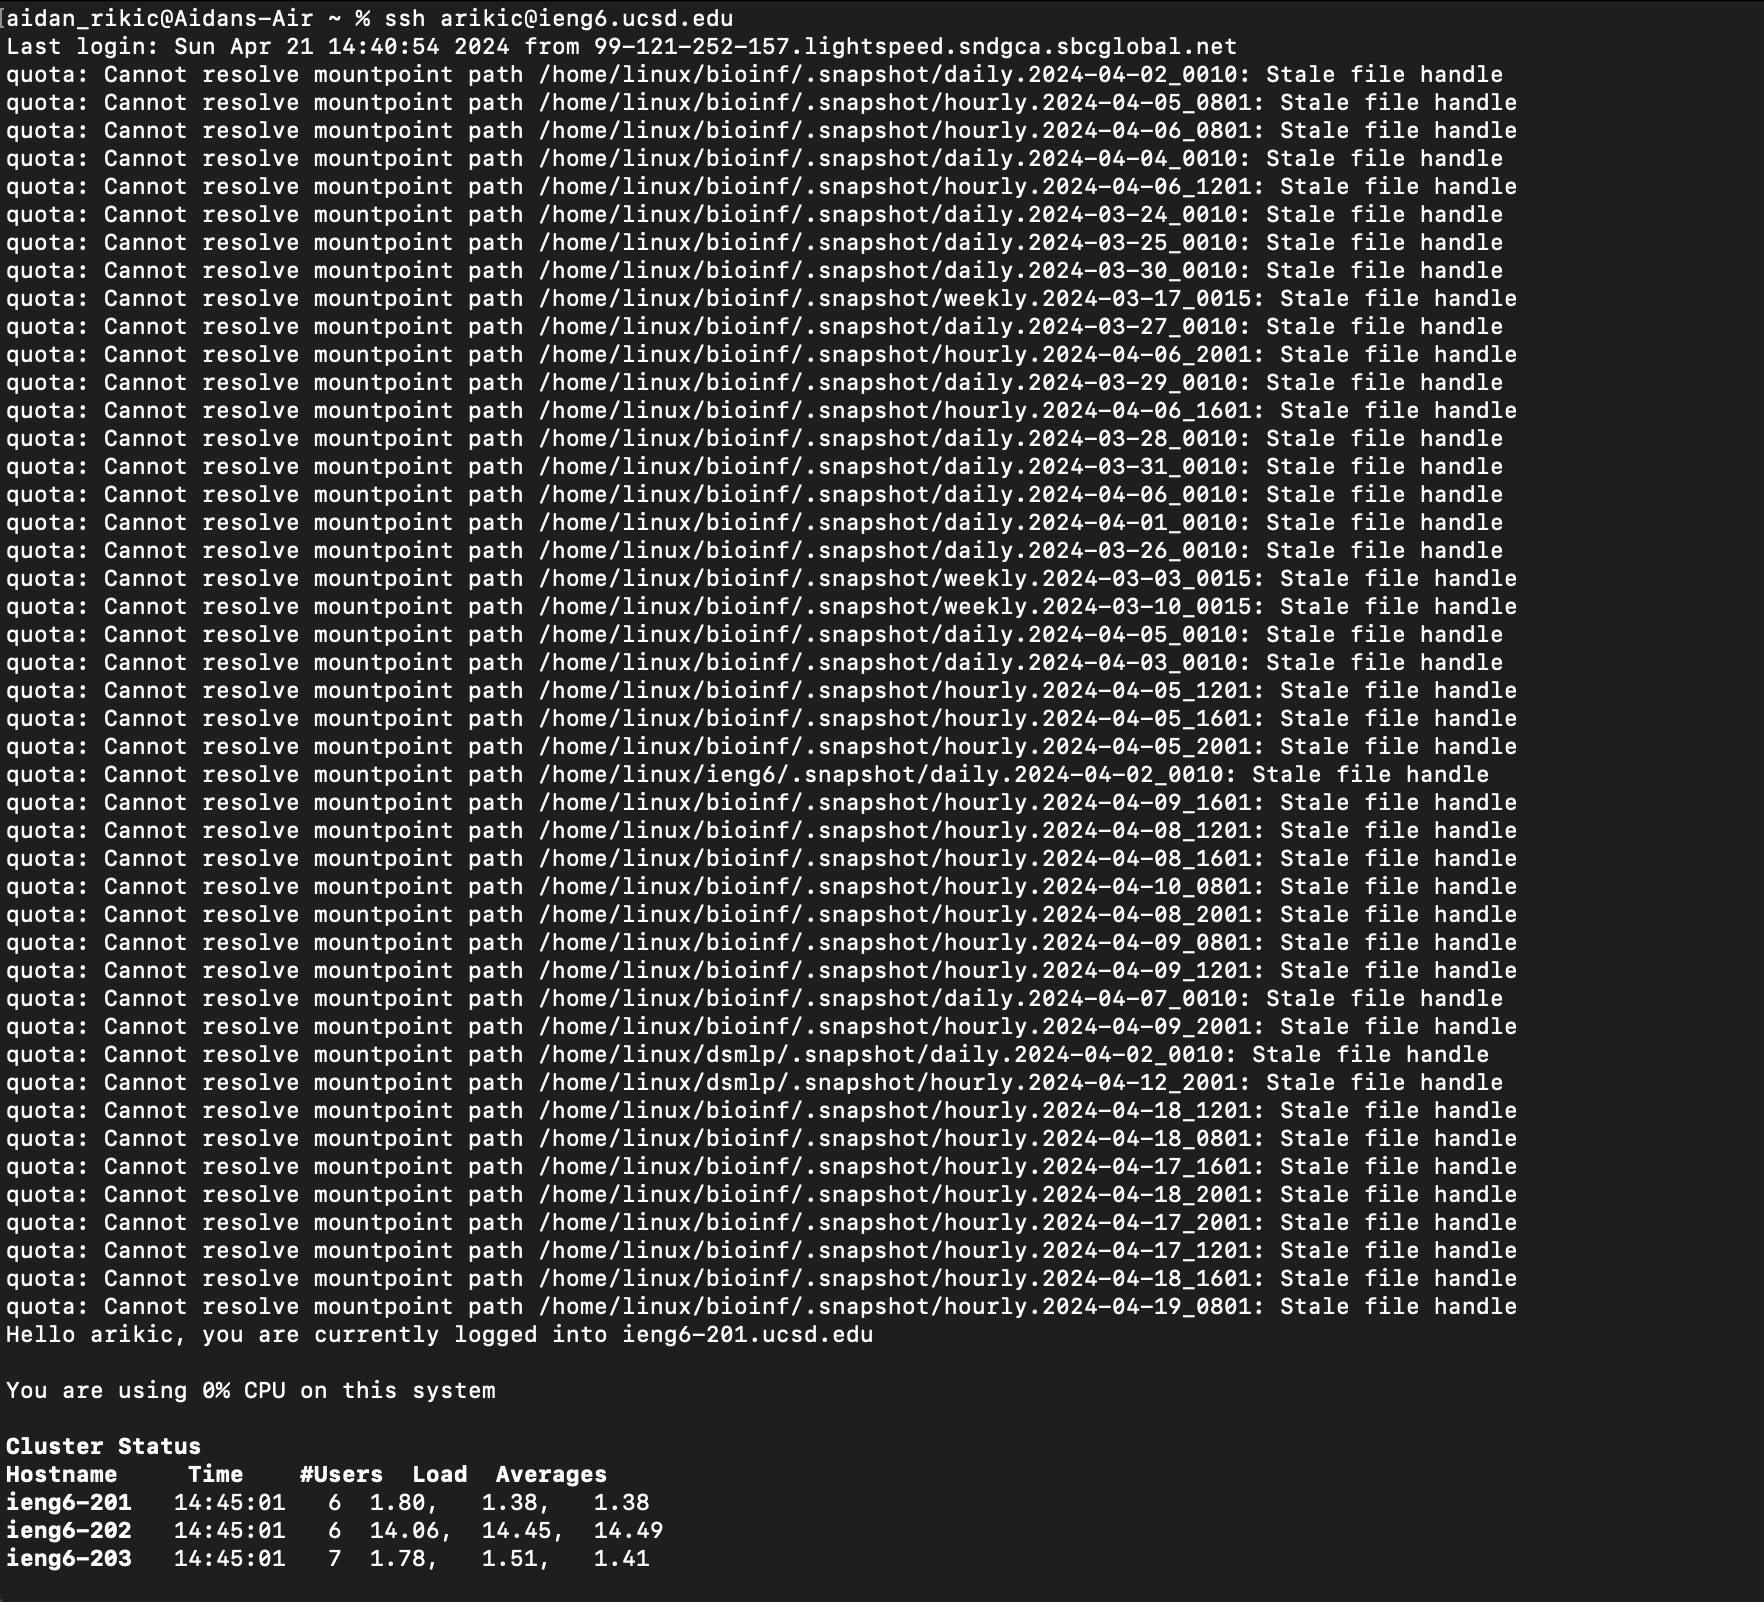 aidan_rikic@Aidans-Air ~ % ssh arikic@ieng6.ucsd.edu
Last login: Sun Apr 21 14:40:54 2024 from 99-121-252-157.lightspeed.sndgca.sbcglobal.net
quota: Cannot resolve mountpoint path /home/linux/bioinf/.snapshot/daily.2024-04-02_0010: Stale file handle
quota: Cannot resolve mountpoint path /home/linux/bioinf/.snapshot/hourly.2024-04-05_0801: Stale file handle
quota: Cannot resolve mountpoint path /home/linux/bioinf/.snapshot/hourly.2024-04-06_0801: Stale file handle
quota: Cannot resolve mountpoint path /home/linux/bioinf/.snapshot/daily.2024-04-04_0010: Stale file handle
quota: Cannot resolve mountpoint path /home/linux/bioinf/.snapshot/hourly.2024-04-06_1201: Stale file handle
quota: Cannot resolve mountpoint path /home/linux/bioinf/.snapshot/daily.2024-03-24_0010: Stale file handle
quota: Cannot resolve mountpoint path /home/linux/bioinf/.snapshot/daily.2024-03-25_0010: Stale file handle
quota: Cannot resolve mountpoint path /home/linux/bioinf/.snapshot/daily.2024-03-30_0010: Stale file handle
quota: Cannot resolve mountpoint path /home/linux/bioinf/.snapshot/weekly.2024-03-17_0015: Stale file handle
quota: Cannot resolve mountpoint path /home/linux/bioinf/.snapshot/daily.2024-03-27_0010: Stale file handle
quota: Cannot resolve mountpoint path /home/linux/bioinf/.snapshot/hourly.2024-04-06_2001: Stale file handle
quota: Cannot resolve mountpoint path /home/linux/bioinf/.snapshot/daily.2024-03-29_0010: Stale file handle
quota: Cannot resolve mountpoint path /home/linux/bioinf/.snapshot/hourly.2024-04-06_1601: Stale file handle
quota: Cannot resolve mountpoint path /home/linux/bioinf/.snapshot/daily.2024-03-28_0010: Stale file handle
quota: Cannot resolve mountpoint path /home/linux/bioinf/.snapshot/daily.2024-03-31_0010: Stale file handle
quota: Cannot resolve mountpoint path /home/linux/bioinf/.snapshot/daily.2024-04-06_0010: Stale file handle
quota: Cannot resolve mountpoint path /home/linux/bioinf/.snapshot/daily.2024-04-01_0010: Stale file handle
quota: Cannot resolve mountpoint path /home/linux/bioinf/.snapshot/daily.2024-03-26_0010: Stale file handle
quota: Cannot resolve mountpoint path /home/linux/bioinf/.snapshot/weekly.2024-03-03_0015: Stale file handle
quota: Cannot resolve mountpoint path /home/linux/bioinf/.snapshot/weekly.2024-03-10_0015: Stale file handle
quota: Cannot resolve mountpoint path /home/linux/bioinf/.snapshot/daily.2024-04-05_0010: Stale file handle
quota: Cannot resolve mountpoint path /home/linux/bioinf/.snapshot/daily.2024-04-03_0010: Stale file handle
quota: Cannot resolve mountpoint path /home/linux/bioinf/.snapshot/hourly.2024-04-05_1201: Stale file handle
quota: Cannot resolve mountpoint path /home/linux/bioinf/.snapshot/hourly.2024-04-05_1601: Stale file handle
quota: Cannot resolve mountpoint path /home/linux/bioinf/.snapshot/hourly.2024-04-05_2001: Stale file handle
quota: Cannot resolve mountpoint path /home/linux/ieng6/.snapshot/daily.2024-04-02_0010: Stale file handle
quota: Cannot resolve mountpoint path /home/linux/bioinf/.snapshot/hourly.2024-04-09_1601: Stale file handle
quota: Cannot resolve mountpoint path /home/linux/bioinf/.snapshot/hourly.2024-04-08_1201: Stale file handle
quota: Cannot resolve mountpoint path /home/linux/bioinf/.snapshot/hourly.2024-04-08_1601: Stale file handle
quota: Cannot resolve mountpoint path /home/linux/bioinf/.snapshot/hourly.2024-04-10_0801: Stale file handle
quota: Cannot resolve mountpoint path /home/linux/bioinf/.snapshot/hourly.2024-04-08_2001: Stale file handle
quota: Cannot resolve mountpoint path /home/linux/bioinf/.snapshot/hourly.2024-04-09_0801: Stale file handle
quota: Cannot resolve mountpoint path /home/linux/bioinf/.snapshot/hourly.2024-04-09_1201: Stale file handle
quota: Cannot resolve mountpoint path /home/linux/bioinf/.snapshot/daily.2024-04-07_0010: Stale file handle
quota: Cannot resolve mountpoint path /home/linux/bioinf/.snapshot/hourly.2024-04-09_2001: Stale file handle
quota: Cannot resolve mountpoint path /home/linux/dsmlp/.snapshot/daily.2024-04-02_0010: Stale file handle
quota: Cannot resolve mountpoint path /home/linux/dsmlp/.snapshot/hourly.2024-04-12_2001: Stale file handle
quota: Cannot resolve mountpoint path /home/linux/bioinf/.snapshot/hourly.2024-04-18_1201: Stale file handle
quota: Cannot resolve mountpoint path /home/linux/bioinf/.snapshot/hourly.2024-04-18_0801: Stale file handle
quota: Cannot resolve mountpoint path /home/linux/bioinf/.snapshot/hourly.2024-04-17_1601: Stale file handle
quota: Cannot resolve mountpoint path /home/linux/bioinf/.snapshot/hourly.2024-04-18_2001: Stale file handle
quota: Cannot resolve mountpoint path /home/linux/bioinf/.snapshot/hourly.2024-04-17_2001: Stale file handle
quota: Cannot resolve mountpoint path /home/linux/bioinf/.snapshot/hourly.2024-04-17_1201: Stale file handle
quota: Cannot resolve mountpoint path /home/linux/bioinf/.snapshot/hourly.2024-04-18_1601: Stale file handle
quota: Cannot resolve mountpoint path /home/linux/bioinf/.snapshot/hourly.2024-04-19_0801: Stale file handle
Hello arikic, you are currently logged into ieng6-201.ucsd.edu
You are using 0% CPU on this system
Cluster Status
Hostname     Time    #Users  Load  Averages
ieng6-201   14:45:01   6  1.80,   1.38,   1.38
ieng6-202   14:45:01   6  14.06,  14.45,  14.49
ieng6-203   14:45:01   7  1.78,   1.51,   1.41